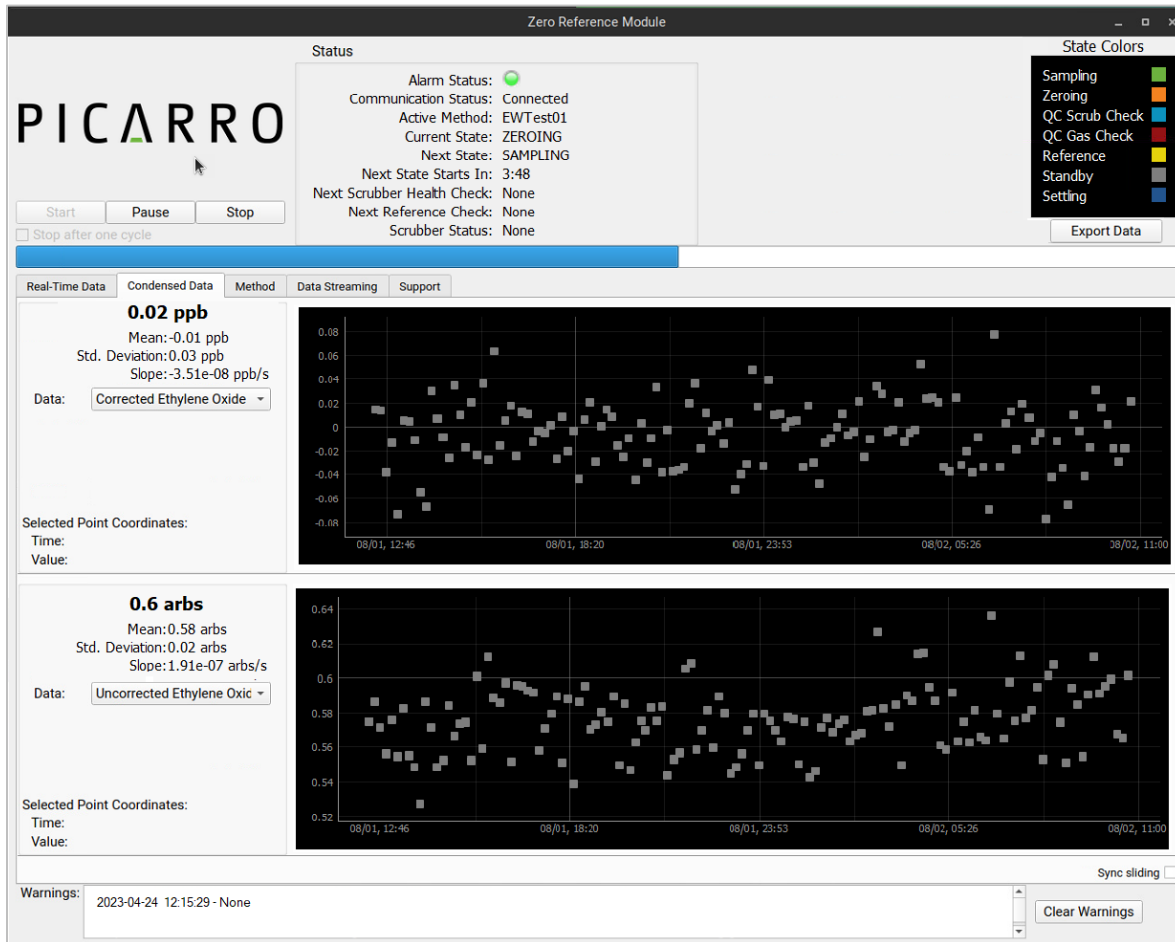 Zero Reference Module
PICARRO
Start
Pause
Stop
Stop after one cycle
Status
Alarm Status:
Communication Status: Connected
Active Method: EWTest01
Current State: ZEROING
Next State: SAMPLING
Next State Starts In: 3:48
Next Scrubber Health Check: None
Next Reference Check: None
Scrubber Status: None
State Colors
Sampling
Zeroing
QC Scrub Check
QC Gas Check
Reference
Standby
Settling
Export Data
Real-Time Data
Condensed Data
Method
Data Streaming
Support
0.02 ppb
Mean:-0.01 ppb
Std. Deviation:0.03 ppb
Slope:-3.51e-08 ppb/s
Data: Corrected Ethylene Oxide
Selected Point Coordinates:
Time:
Value:
0.08
0.06
0.04
0.02
0
-0.02
-0.04
-0.06
-0.08
08/01, 12:46
08/01, 18:20
08/01, 23:53
08/02, 05:26
08/02, 11:00
0.6 arbs
Mean:0.58 arbs
Std. Deviation:0.02 arbs
Slope:1.91e-07 arbs/s
Data: Uncorrected Ethylene Oxic
Selected Point Coordinates:
Time:
Value:
0.64
0.62
0.6
0.58
0.56
0.54
0.52
08/01, 12:46
08/01, 18:20
08/01, 23:53
08/02, 05:26
08/02, 11:00
Sync sliding
Warnings:
2023-04-24 12:15:29 - None
Clear Warnings